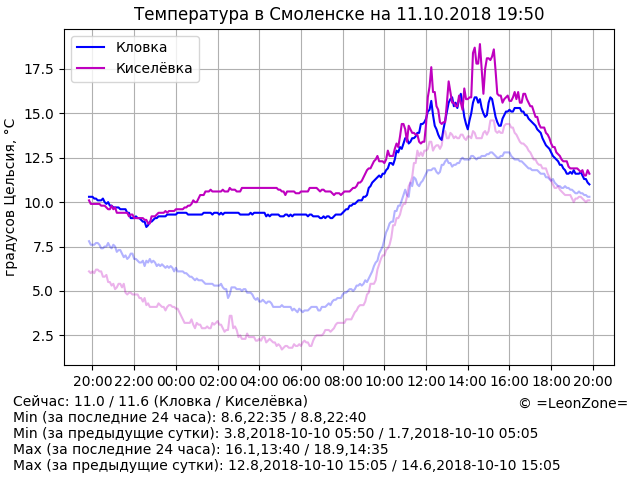 Температура в Смоленске на 11.10.2018 19:50
Кловка
Киселёвка
градусов Цельсия, °C
17.5
15.0
12.5
10.0
7.5
5.0
2.5
20:00 22:00 00:00 02:00 04:00 06:00 08:00 10:00 12:00 14:00 16:00 18:00 20:00
Сейчас: 11.0 / 11.6 (Кловка / Киселёвка)
© =LeonZone=
Min (за последние 24 часа): 8.6,22:35 / 8.8,22:40
Min (за предыдущие сутки): 3.8,2018-10-10 05:50 / 1.7,2018-10-10 05:05
Max (за последние 24 часа): 16.1,13:40 / 18.9,14:35
Max (за предыдущие сутки): 12.8,2018-10-10 15:05 / 14.6,2018-10-10 15:05